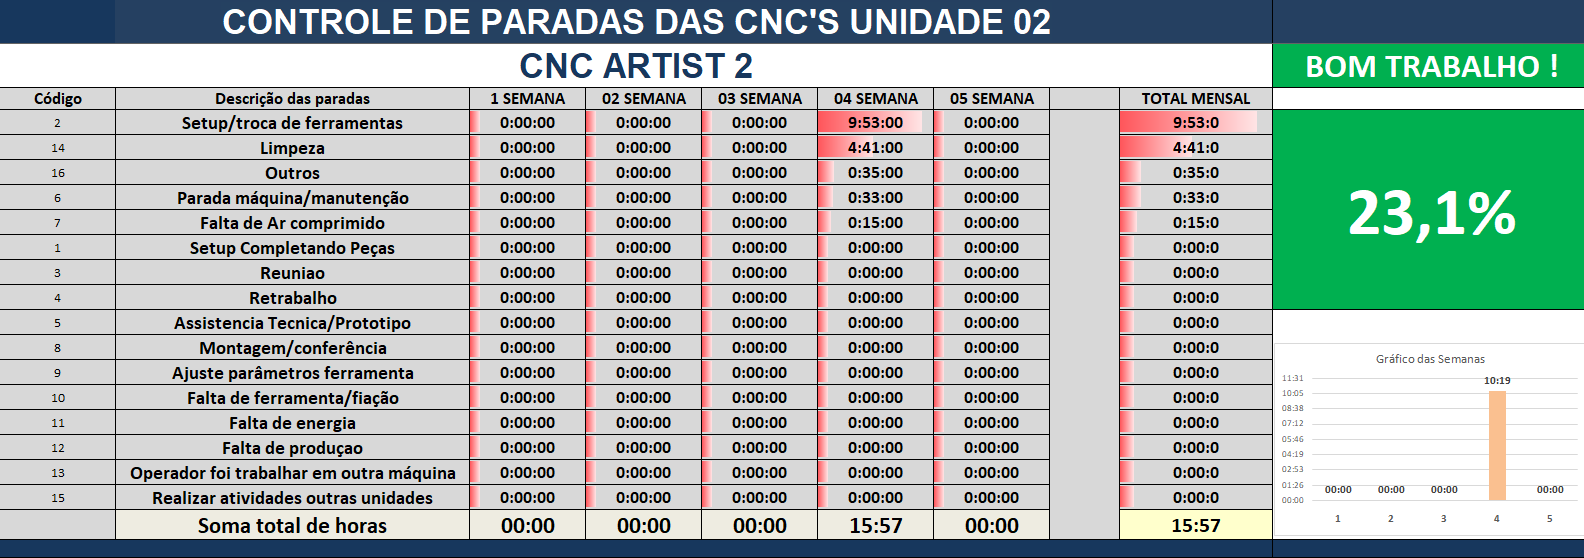 CONTROLE DE PARADAS DAS CNC'S UNIDADE 02
CNC ARTIST 2 BOM TRABALHO !
Código Descrição das paradas 1 SEMANA 02 SEMANA 03 SEMANA 04 SEMANA 05 SEMANA TOTAL MENSAL
2 Setup/troca de ferramentas 0:00:00 0:00:00 0:00:00 9:53:00 0:00:00 9:53:0
14 Limpeza 0:00:00 0:00:00 0:00:00 4:41:00 0:00:00 4:41:0
16 Outros 0:00:00 0:00:00 0:00:00 0:35:00 0:00:00 0:35:0
6 Parada máquina/manutenção 0:00:00 0:00:00 0:00:00 0:33:00 0:00:00 0:33:0
7 Falta de Ar comprimido 0:00:00 0:00:00 0:00:00 0:15:00 0:00:00 0:15:0
1 Setup Completando Peças 0:00:00 0:00:00 0:00:00 0:00:00 0:00:00 0:00:0
3 Reuniao 0:00:00 0:00:00 0:00:00 0:00:00 0:00:00 0:00:0
4 Retrabalho 0:00:00 0:00:00 0:00:00 0:00:00 0:00:00 0:00:0
5 Assistencia Tecnica/Prototipo 0:00:00 0:00:00 0:00:00 0:00:00 0:00:00 0:00:0
8 Montagem/conferência 0:00:00 0:00:00 0:00:00 0:00:00 0:00:00 0:00:0
9 Ajuste parâmetros ferramenta 0:00:00 0:00:00 0:00:00 0:00:00 0:00:00 0:00:0
10 Falta de ferramenta/fiação 0:00:00 0:00:00 0:00:00 0:00:00 0:00:00 0:00:0
11 Falta de energia 0:00:00 0:00:00 0:00:00 0:00:00 0:00:00 0:00:0
12 Falta de produçao 0:00:00 0:00:00 0:00:00 0:00:00 0:00:00 0:00:0
13 Operador foi trabalhar em outra máquina 0:00:00 0:00:00 0:00:00 0:00:00 0:00:00 0:00:0
15 Realizar atividades outras unidades 0:00:00 0:00:00 0:00:00 0:00:00 0:00:00 0:00:0
Soma total de horas 00:00 00:00 00:00 15:57 00:00 15:57
23,1%
Gráfico das Semanas
11:31
10:05
08:38
07:12
05:46
04:19
02:53
01:26
00:00
00:00 00:00 00:00 10:19 00:00
1 2 3 4 5